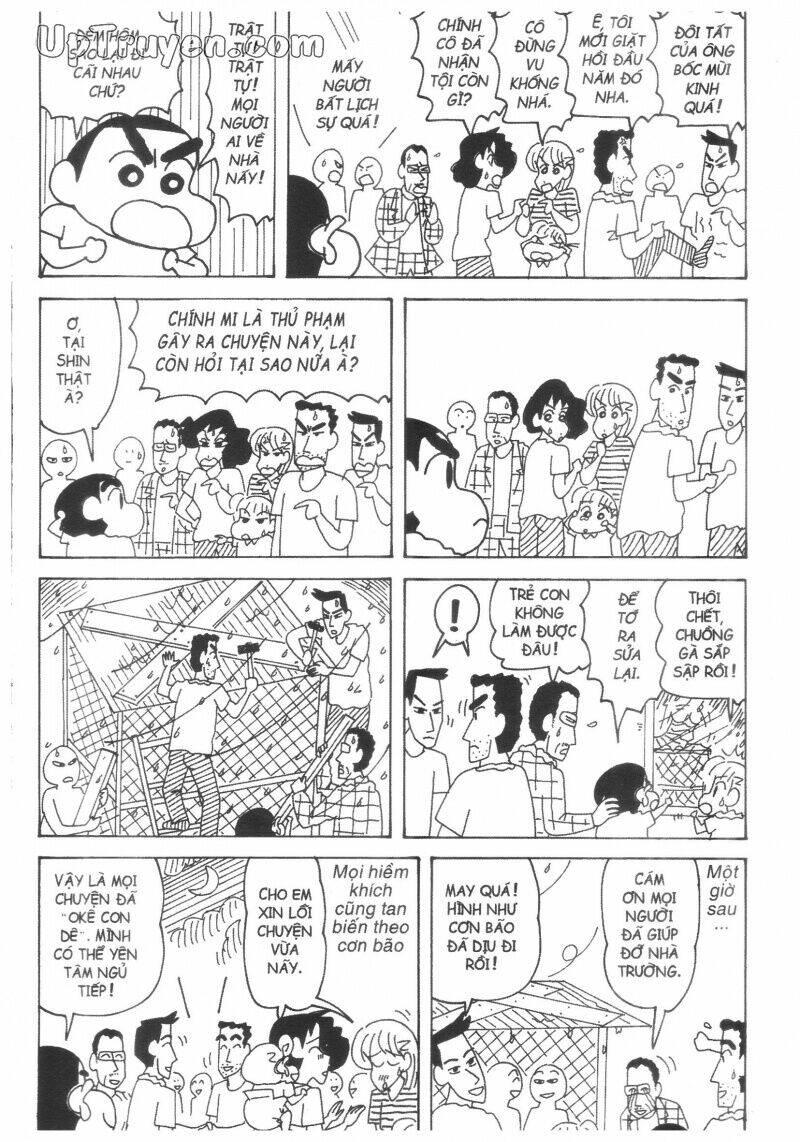 ĐÔI TẤT
CỦA ÔNG
BỐC MÙI
KINH
QUÁ!
Ê, TÔI
MỚI GIẶT
HỒI ĐẦU
NĂM ĐÓ
NHA.
CÔ
ĐỪNG
VU
KHỐNG
NHÁ.
CHÍNH
CÔ ĐÃ
NHẬN
TỘI CÒN
GÌ?
MẤY
NGƯỜI
BẤT LỊCH
SỰ QUÁ!
TRẬT
TỰ!
TRẬT
TỰ!
MỌI
NGƯỜI
AI VỀ
NHÀ
NẤY!
ĐÊM HÔM
SAO LẠI ĐI
CÃI NHAU
CHỨ?
UpTruyen.com
CHÍNH MI LÀ THỦ PHẠM
GÂY RA CHUYỆN NÀY, LẠI
CÒN HỎI TẠI SAO NỮA À?
Ơ,
TẠI
SHIN
THẬT
À?
THÔI
CHẾT,
CHUỒNG
GÀ SẮP
SẬP RỒI!
ĐỂ
TỚ
RA
SỬA
LẠI.
TRẺ CON
KHÔNG
LÀM ĐƯỢC
ĐÂU!
!
Một
giờ
sau
...
CÁM
ƠN MỌI
NGƯỜI
ĐÃ GIÚP
ĐỠ NHÀ
TRƯỜNG.
MAY QUÁ!
HÌNH NHƯ
CƠN BÃO
ĐÃ DỊU ĐI
RỒI!
Mọi hiềm
khích
cũng tan
biến theo
cơn bão
CHO EM
XIN LỖI
CHUYỆN
VỪA
NÃY.
VẬY LÀ MỌI
CHUYỆN ĐÃ
"OKÊ CON
DÊ". MÌNH
CÓ THỂ YÊN
TÂM NGỦ
TIẾP!